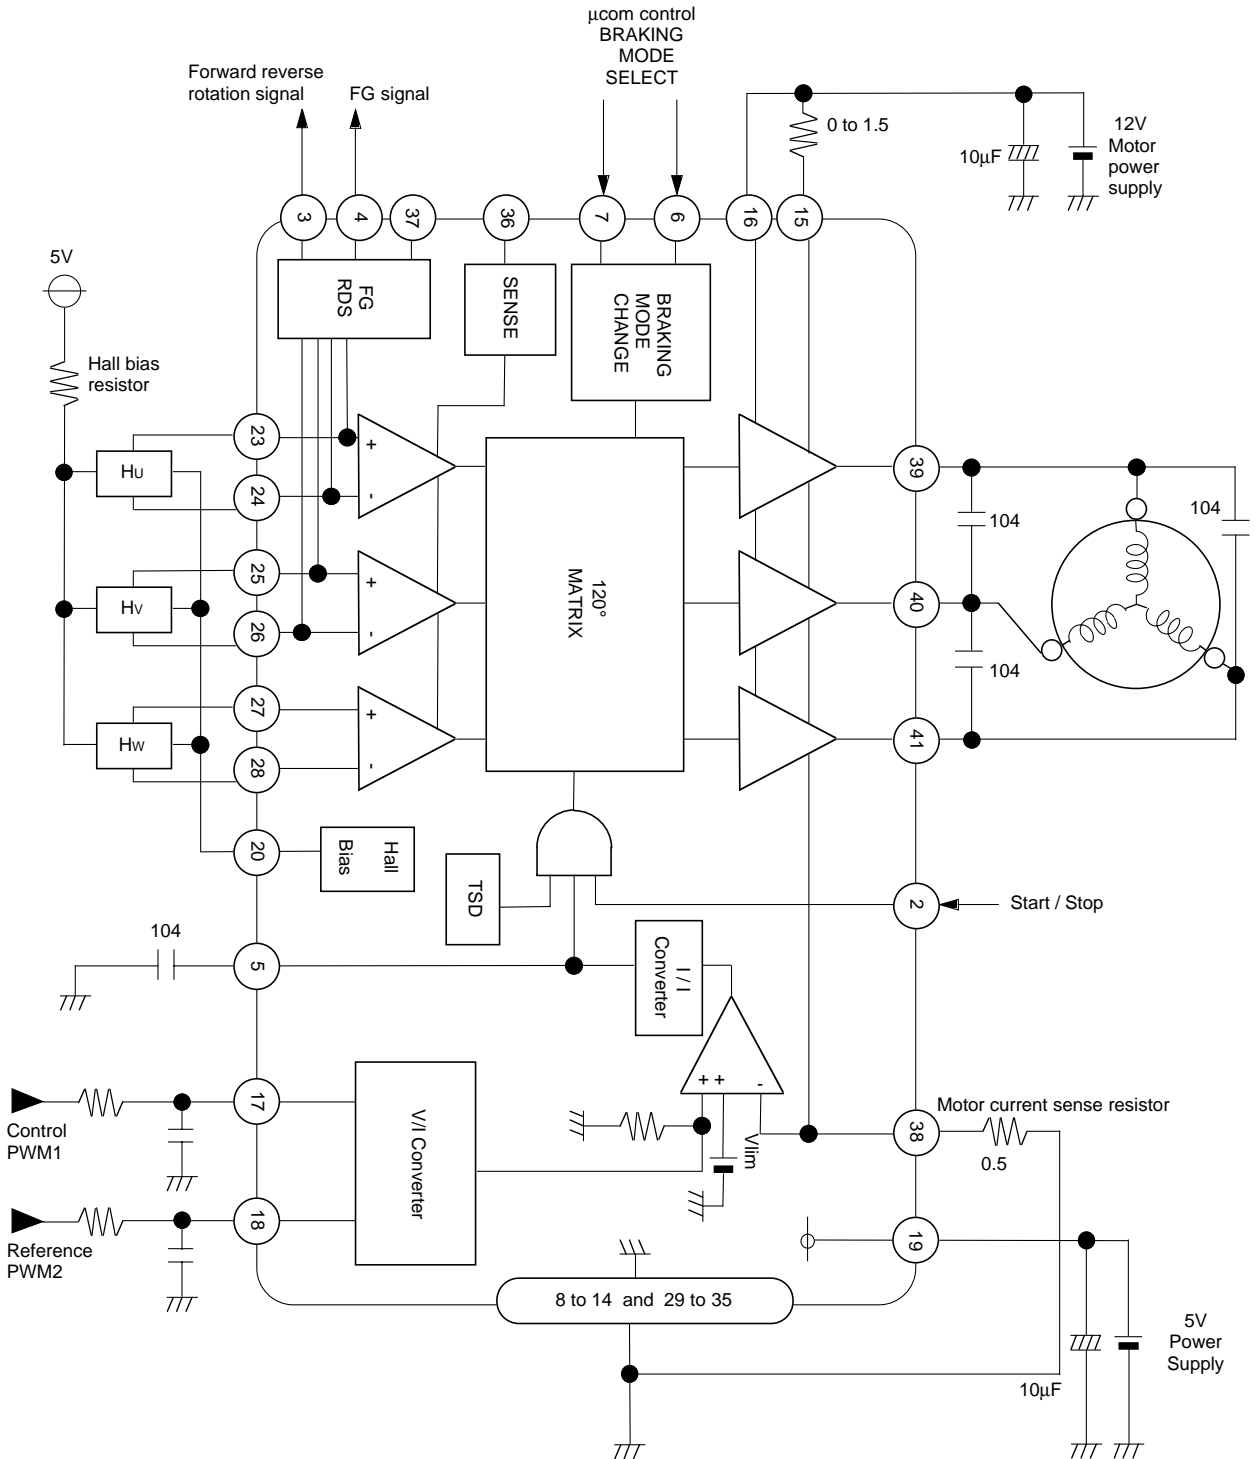 μcom control
BRAKING
MODE
SELECT
Forward reverse
rotation signal
FG signal
0 to 1.5
10μF
12V
Motor
power
supply
3
4
37
36
7
6
16
15
5V
FG
RDS
SENSE
BRAKING
MODE
CHANGE
Hall bias
resistor
23
+
HU
24
-
39
104
104
25
+
HV
26
-
120°
MATRIX
40
104
27
+
HW
28
-
41
20
Hall
Bias
TSD
2
Start / Stop
104
5
I / I
Converter
+ + -
17
Control
PWM1
V/I Converter
Vlim
38
Motor current sense resistor
0.5
18
Reference
PWM2
19
8 to 14 and 29 to 35
5V
Power
Supply
10μF